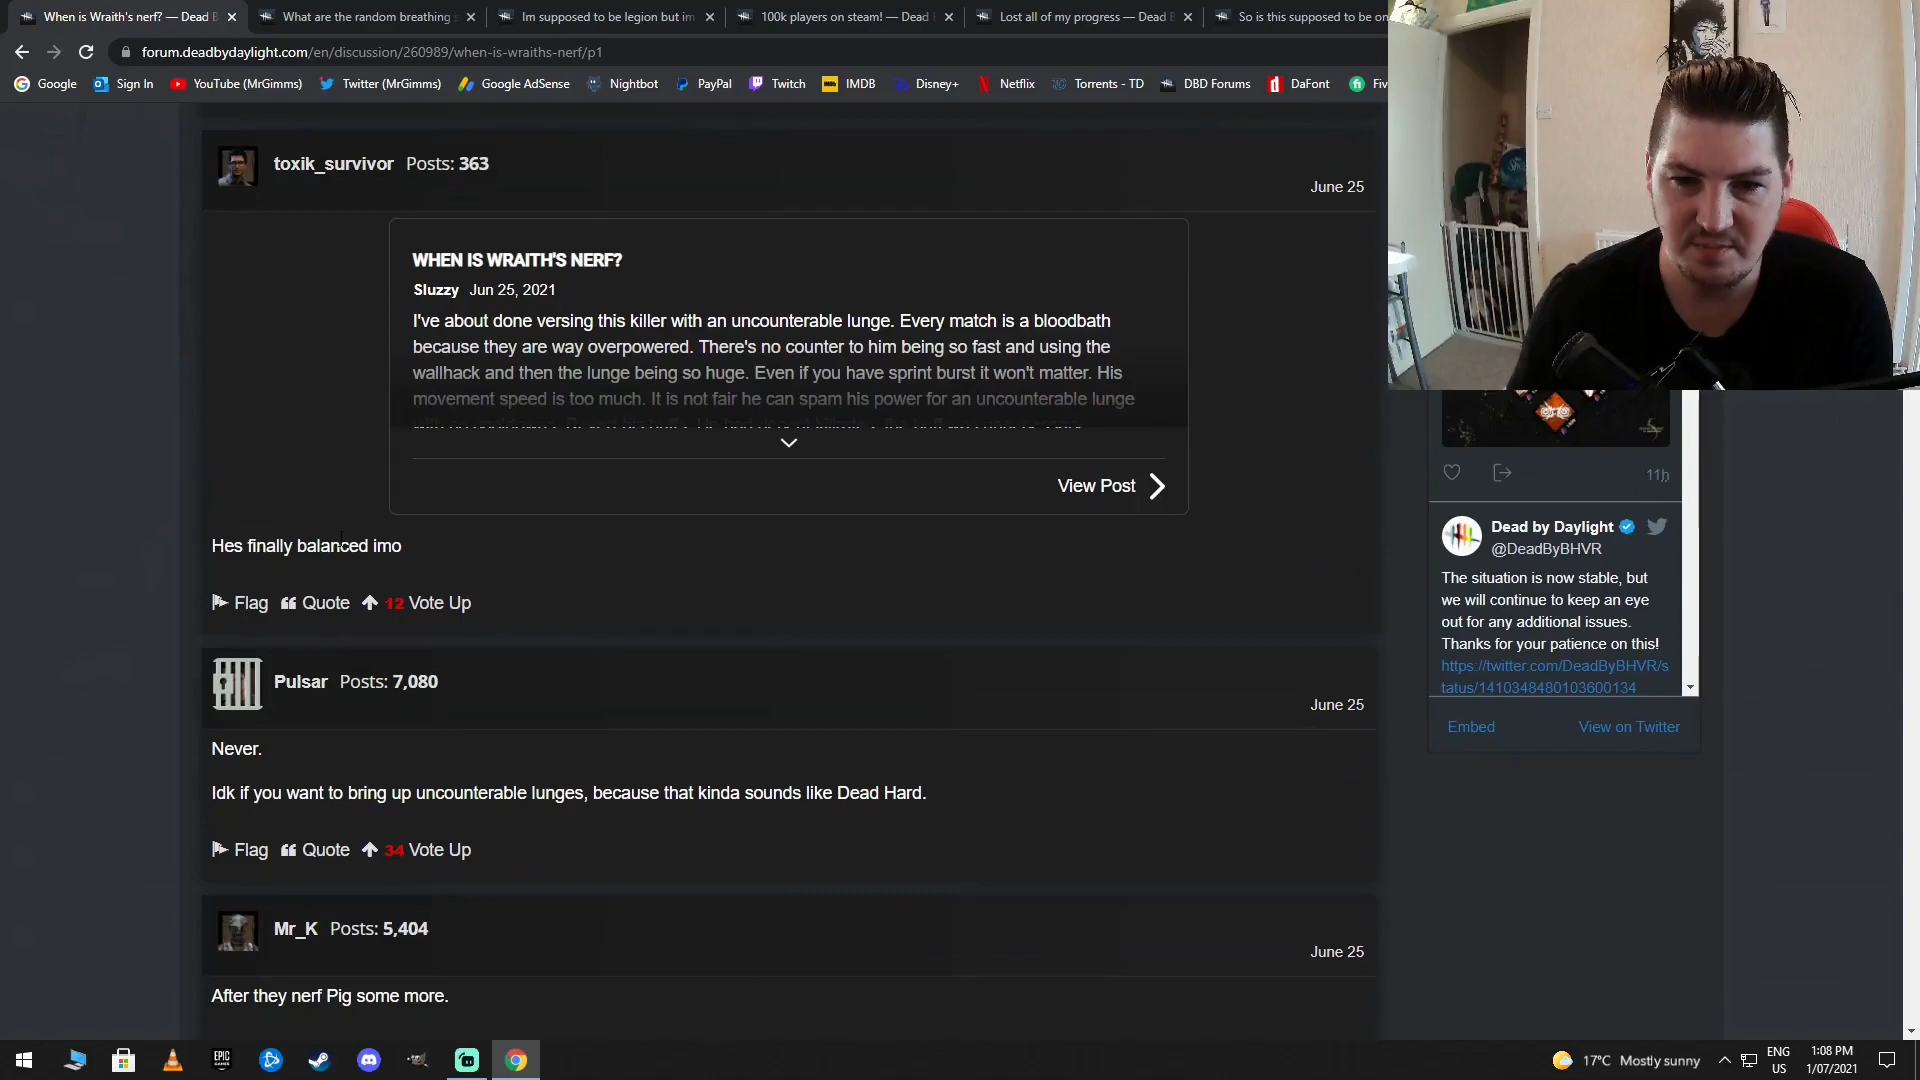 When is Wraith's nerf? — Dead B
What are the random breathing s
Im supposed to be legion but im
100k players on steam! — Dead
Lost all of my progress — Dead B
So is this supposed to be on
forum.deadbydaylight.com/en/discussion/260989/when-is-wraiths-nerf/p1
Google Sign In YouTube (MrGimms) Twitter (MrGimms) Google AdSense Nightbot PayPal Twitch IMDB Disney+ Netflix Torrents - TD DBD Forums DaFont Fiv
toxik_survivor Posts: 363
June 25
WHEN IS WRAITH'S NERF?
Sluzzy Jun 25, 2021
I've about done versing this killer with an uncounterable lunge. Every match is a bloodbath
because they are way overpowered. There's no counter to him being so fast and using the
wallhack and then the lunge being so huge. Even if you have sprint burst it won't matter. His
movement speed is too much. It is not fair he can spam his power for an uncounterable lunge
View Post
Hes finally balanced imo
Flag Quote 12 Vote Up
Pulsar Posts: 7,080
June 25
Never.
Idk if you want to bring up uncounterable lunges, because that kinda sounds like Dead Hard.
Flag Quote 34 Vote Up
Mr_K Posts: 5,404
June 25
After they nerf Pig some more.
11h
Dead by Daylight
@DeadByBHVR
The situation is now stable, but
we will continue to keep an eye
out for any additional issues.
Thanks for your patience on this!
https://twitter.com/DeadByBHVR/s
tatus/1410348480103600134
Embed View on Twitter
EPIC
GAMES
17°C Mostly sunny
ENG
US
1:08 PM
1/07/2021